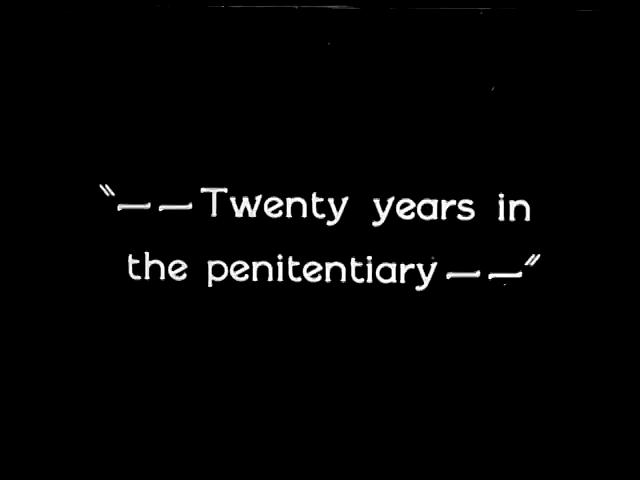 "— —Twenty years in
the penitentiary— —"